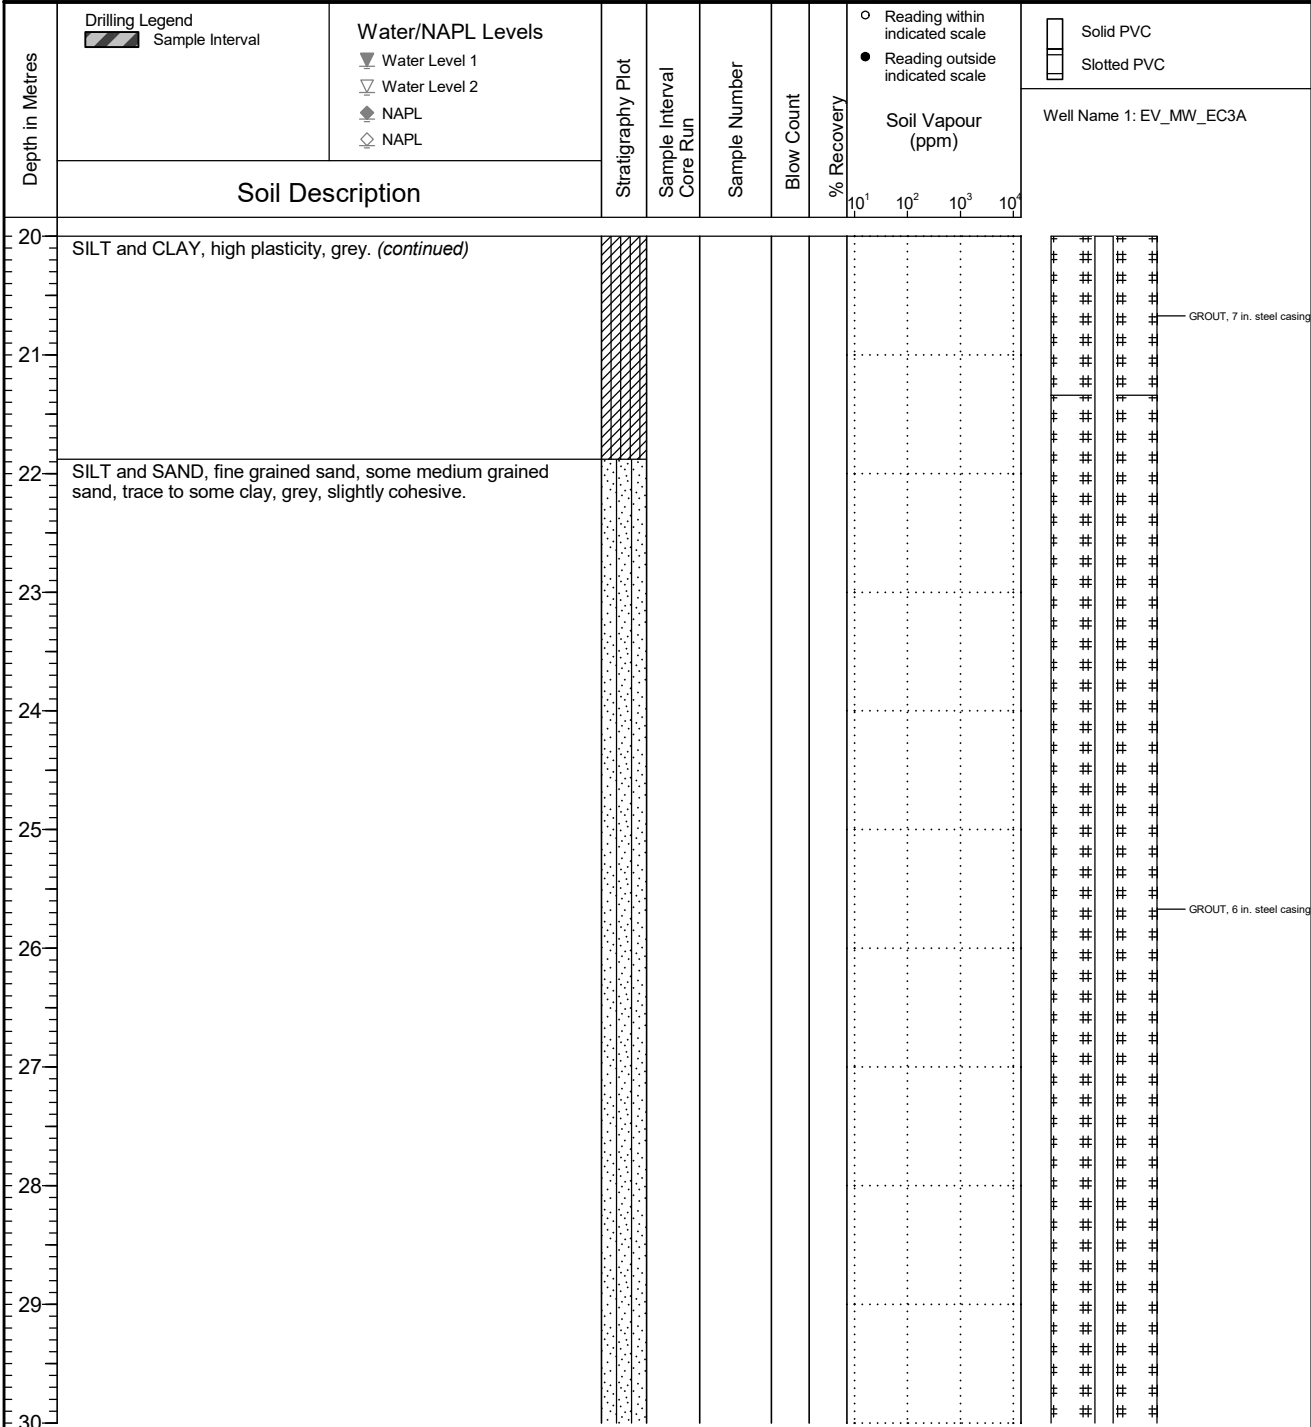 Depth in Metres
Drilling Legend
Sample Interval
Water/NAPL Levels
Water Level 1
Water Level 2
NAPL
NAPL
Soil Description
Stratigraphy Plot
Sample Interval
Core Run
Sample Number
Blow Count
% Recovery
Reading within
indicated scale
Reading outside
indicated scale
Soil Vapour
(ppm)
10¹ 10² 10³ 10⁴
Solid PVC
Slotted PVC
Well Name 1: EV_MW_EC3A
20
SILT and CLAY, high plasticity, grey. (continued)
GROUT, 7 in. steel casing
21
22
SILT and SAND, fine grained sand, some medium grained
sand, trace to some clay, grey, slightly cohesive.
23
24
25
GROUT, 6 in. steel casing
26
27
28
29
30